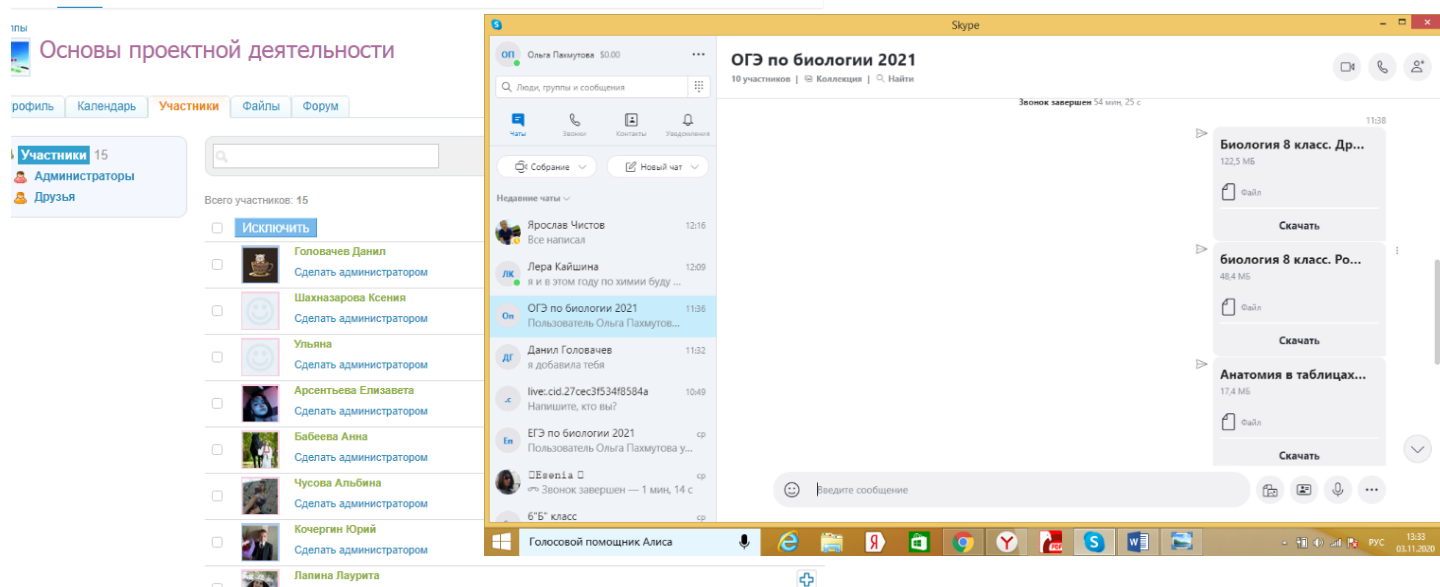 Основы проектной деятельности
Календарь
Участники
Файлы
Форум
Участники 15
Администраторы
Друзья
Всего участников: 15
Исключить
Головачев Данил
Сделать администратором
Шахназарова Ксения
Сделать администратором
Ульяна
Сделать администратором
Арсентьева Елизавета
Сделать администратором
Бабеева Анна
Сделать администратором
Чусова Альбина
Сделать администратором
Кочергин Юрий
Сделать администратором
Лапина Лаурита
Skype
ОП Ольга Пахмутова $0.00
Люди, группы и сообщения
Чаты
Звонки
Контакты
Уведомления
Собрание
Новый чат
Недавние чаты
Ярослав Чистов 12:16
Все написал
ЛК Лера Кайшина 12:09
я и в этом году по химии буду ...
Оп ОГЭ по биологии 2021 11:36
Пользователь Ольга Пахмутов...
ДГ Данил Головачев 11:32
я добавила тебя
.c live:.cid.27cec3f534f8584a 10:49
Напишите, кто вы?
Еп ЕГЭ по биологии 2021 ср
Пользователь Ольга Пахмутова у...
Esenia ср
Звонок завершен — 1 мин, 14 с
6"Б" класс ср
ОГЭ по биологии 2021
10 участников | Коллекция | Найти
Звонок завершен 54 мин, 25 с
11:38
Биология 8 класс. Др...
122,5 МБ
Файл
Скачать
биология 8 класс. Ро...
48,4 МБ
Файл
Скачать
Анатомия в таблицах...
17,4 МБ
Файл
Скачать
Введите сообщение
Голосовой помощник Алиса
РУС
13:33
03.11.2020